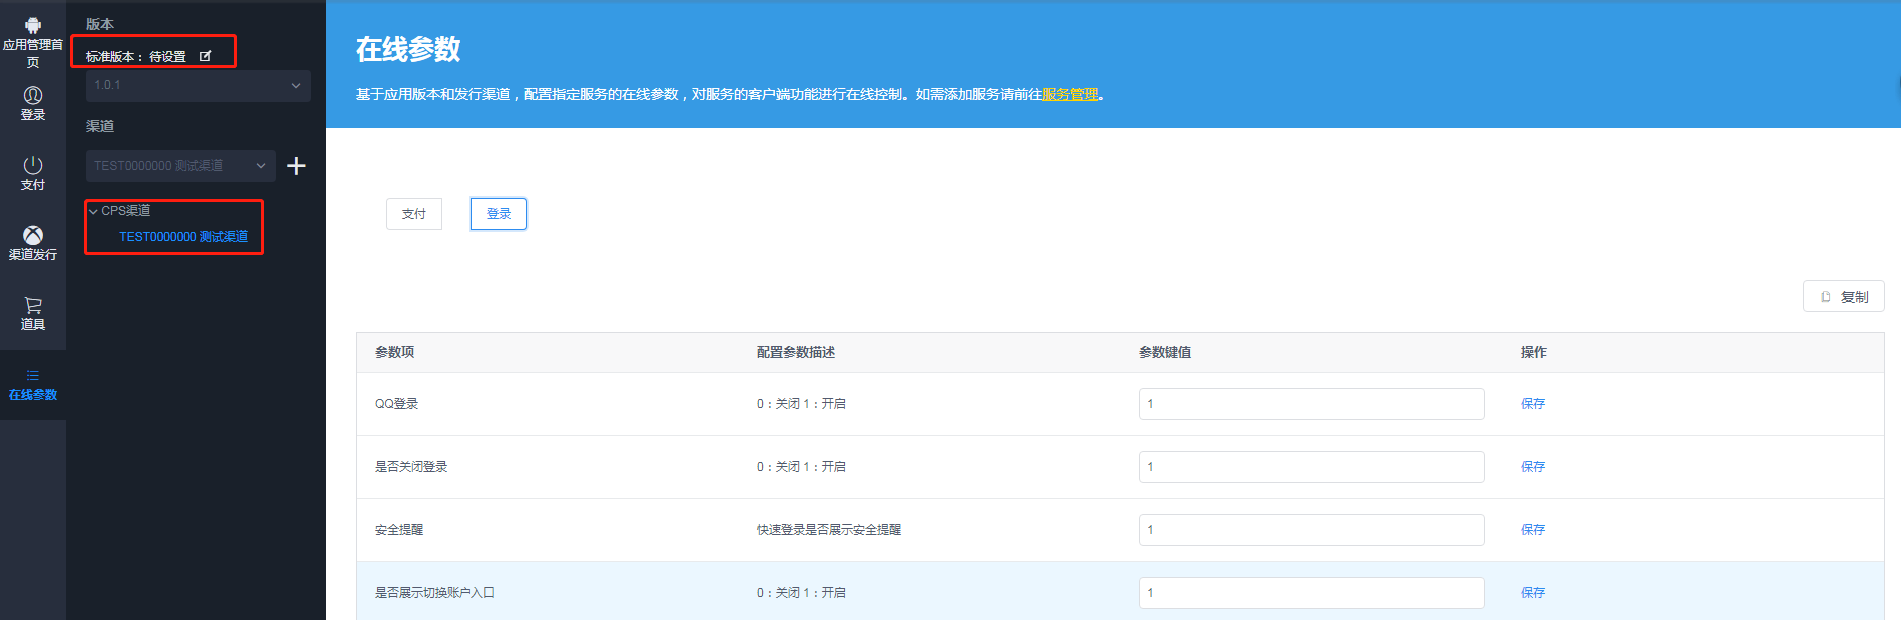 应用管理首
页
登录
支付
渠道发行
道具
在线参数
版本
标准版本： 待设置
1.0.1
渠道
TEST0000000 测试渠道
CPS渠道
TEST0000000 测试渠道
在线参数
基于应用版本和发行渠道，配置指定服务的在线参数，对服务的客户端功能进行在线控制。如需添加服务请前往服务管理。
支付 登录
复制
参数项 配置参数描述 参数键值 操作
QQ登录 0：关闭 1：开启 1 保存
是否关闭登录 0：关闭 1：开启 1 保存
安全提醒 快速登录是否展示安全提醒 1 保存
是否展示切换账户入口 0：关闭 1：开启 1 保存